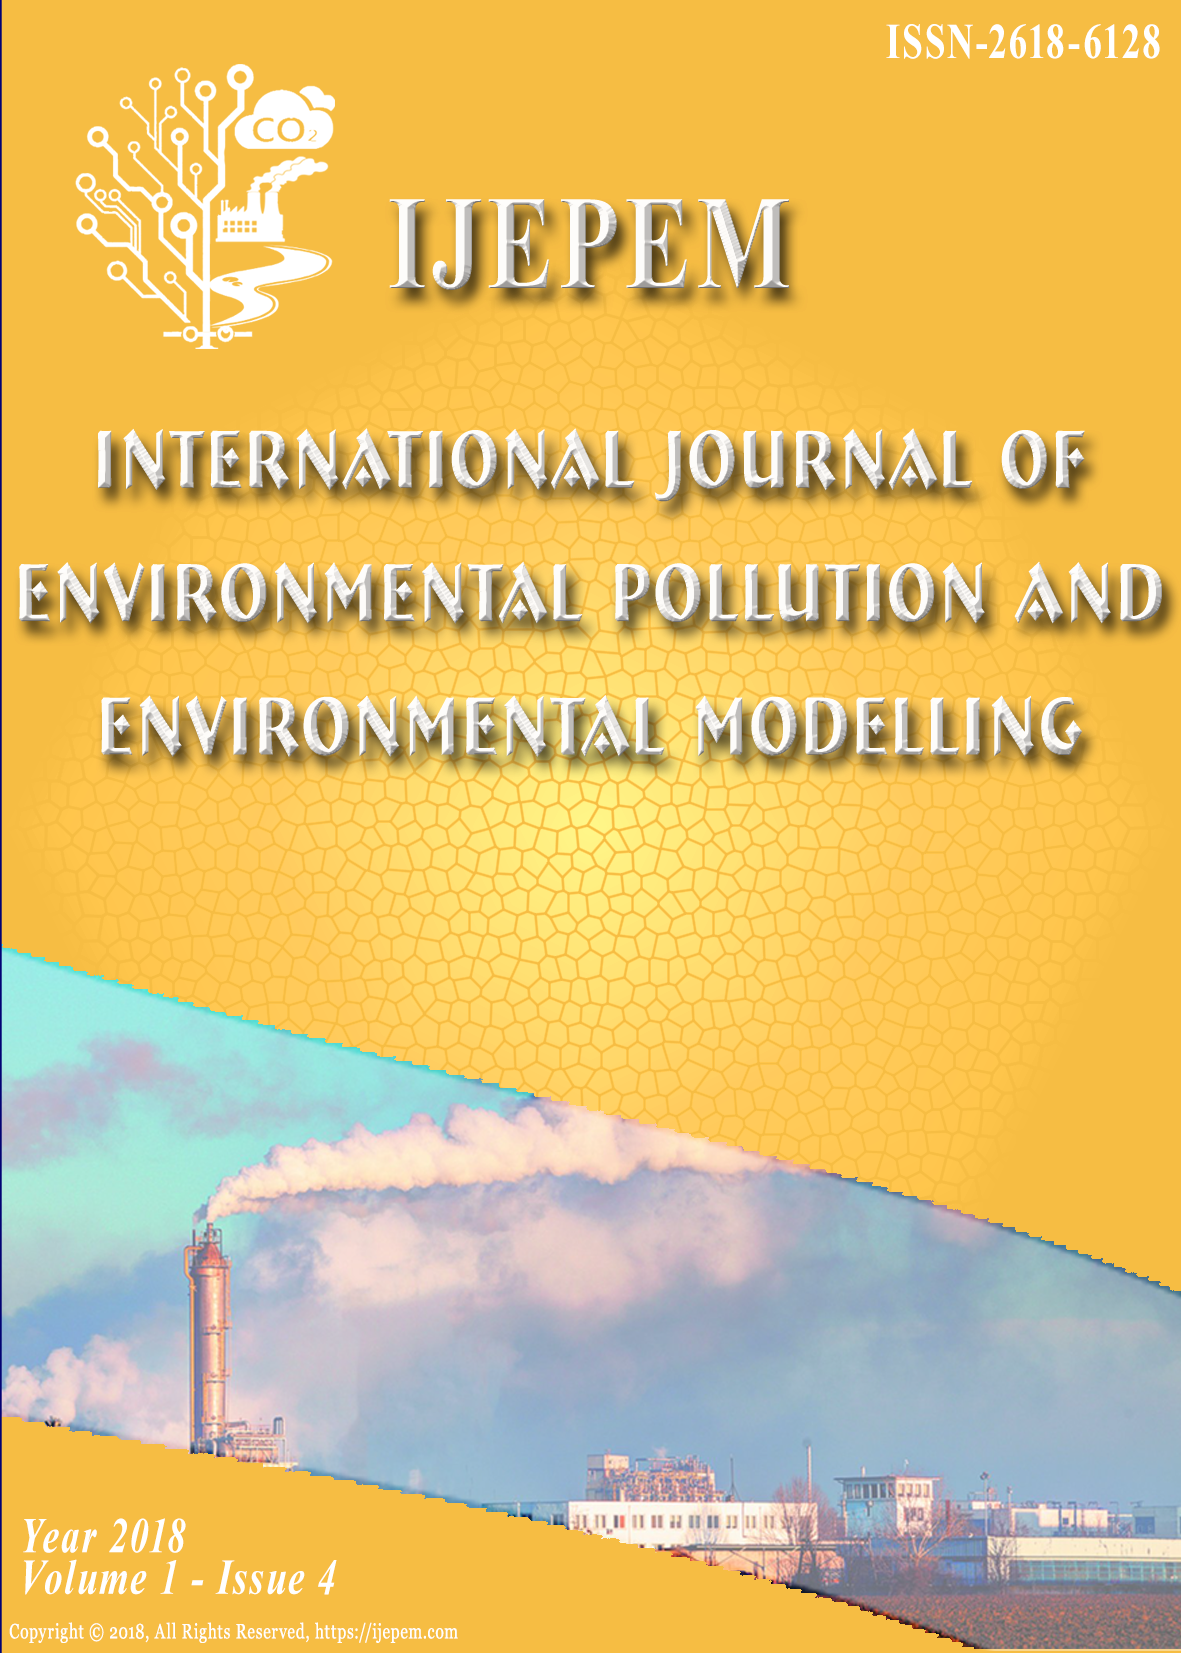 ISSN-2618-6128
CO2
IJEPEM
INTERNATIONAL JOURNAL OF
ENVIRONMENTAL POLLUTION AND
ENVIRONMENTAL MODELLING
Year 2018
Volume 1 - Issue 4
Copyright © 2018, All Rights Reserved, https://ijepem.com